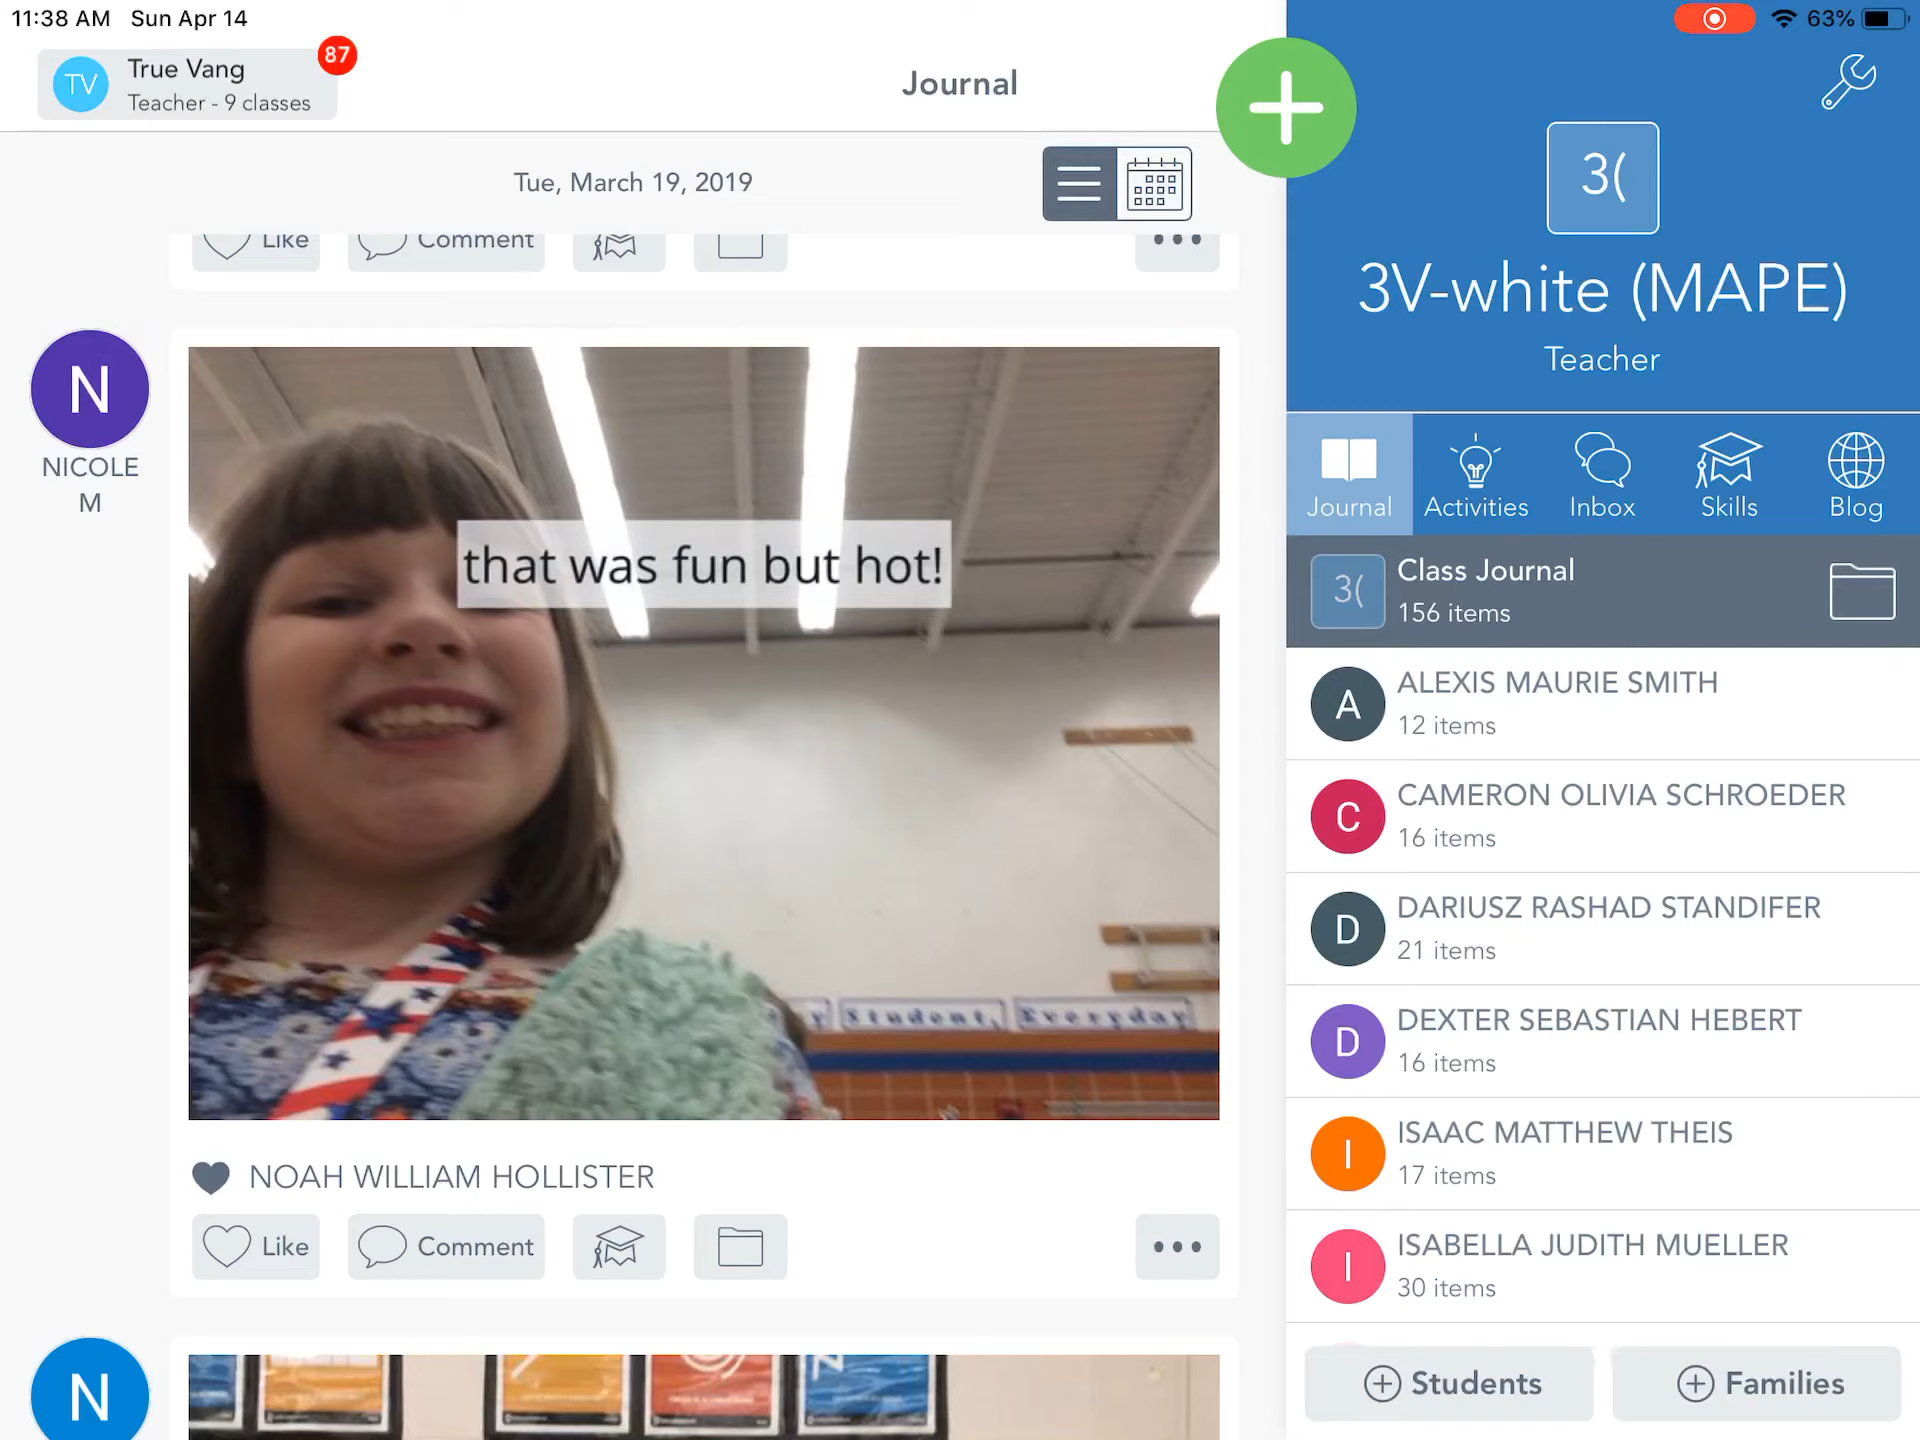 11:38 AM Sun Apr 14
63%
TV
True Vang
Teacher - 9 classes
87
Journal
Tue, March 19, 2019
Like
Comment
N
NICOLE
M
that was fun but hot!
Student, Everyday
NOAH WILLIAM HOLLISTER
Like
Comment
N
3(
3V-white (MAPE)
Teacher
Journal
Activities
Inbox
Skills
Blog
3(
Class Journal
156 items
A
ALEXIS MAURIE SMITH
12 items
C
CAMERON OLIVIA SCHROEDER
16 items
D
DARIUSZ RASHAD STANDIFER
21 items
D
DEXTER SEBASTIAN HEBERT
16 items
I
ISAAC MATTHEW THEIS
17 items
I
ISABELLA JUDITH MUELLER
30 items
Students
Families